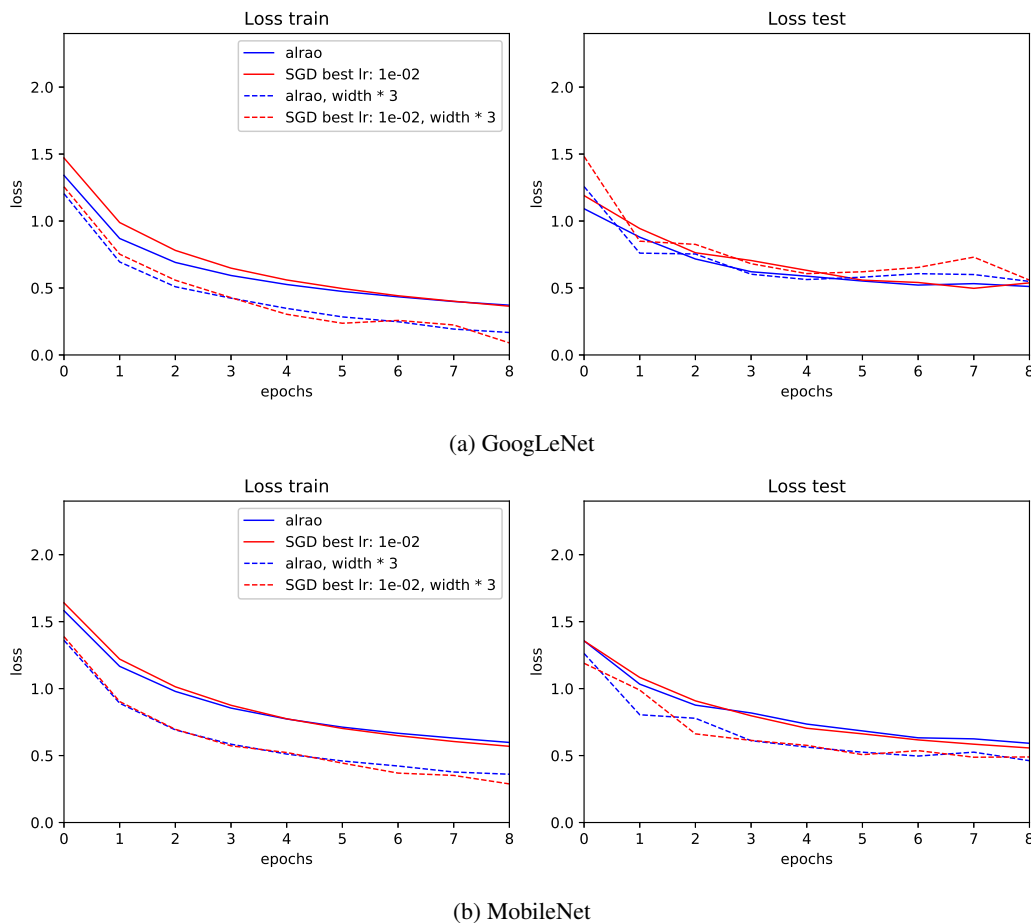 Loss train
Loss test
alrao
SGD best lr: 1e-02
alrao, width * 3
SGD best lr: 1e-02, width * 3
loss
2.0
1.5
1.0
0.5
0.0
0 1 2 3 4 5 6 7 8
epochs
loss
2.0
1.5
1.0
0.5
0.0
0 1 2 3 4 5 6 7 8
epochs
(a) GoogLeNet
Loss train
Loss test
alrao
SGD best lr: 1e-02
alrao, width * 3
SGD best lr: 1e-02, width * 3
loss
2.0
1.5
1.0
0.5
0.0
0 1 2 3 4 5 6 7 8
epochs
loss
2.0
1.5
1.0
0.5
0.0
0 1 2 3 4 5 6 7 8
epochs
(b) MobileNet